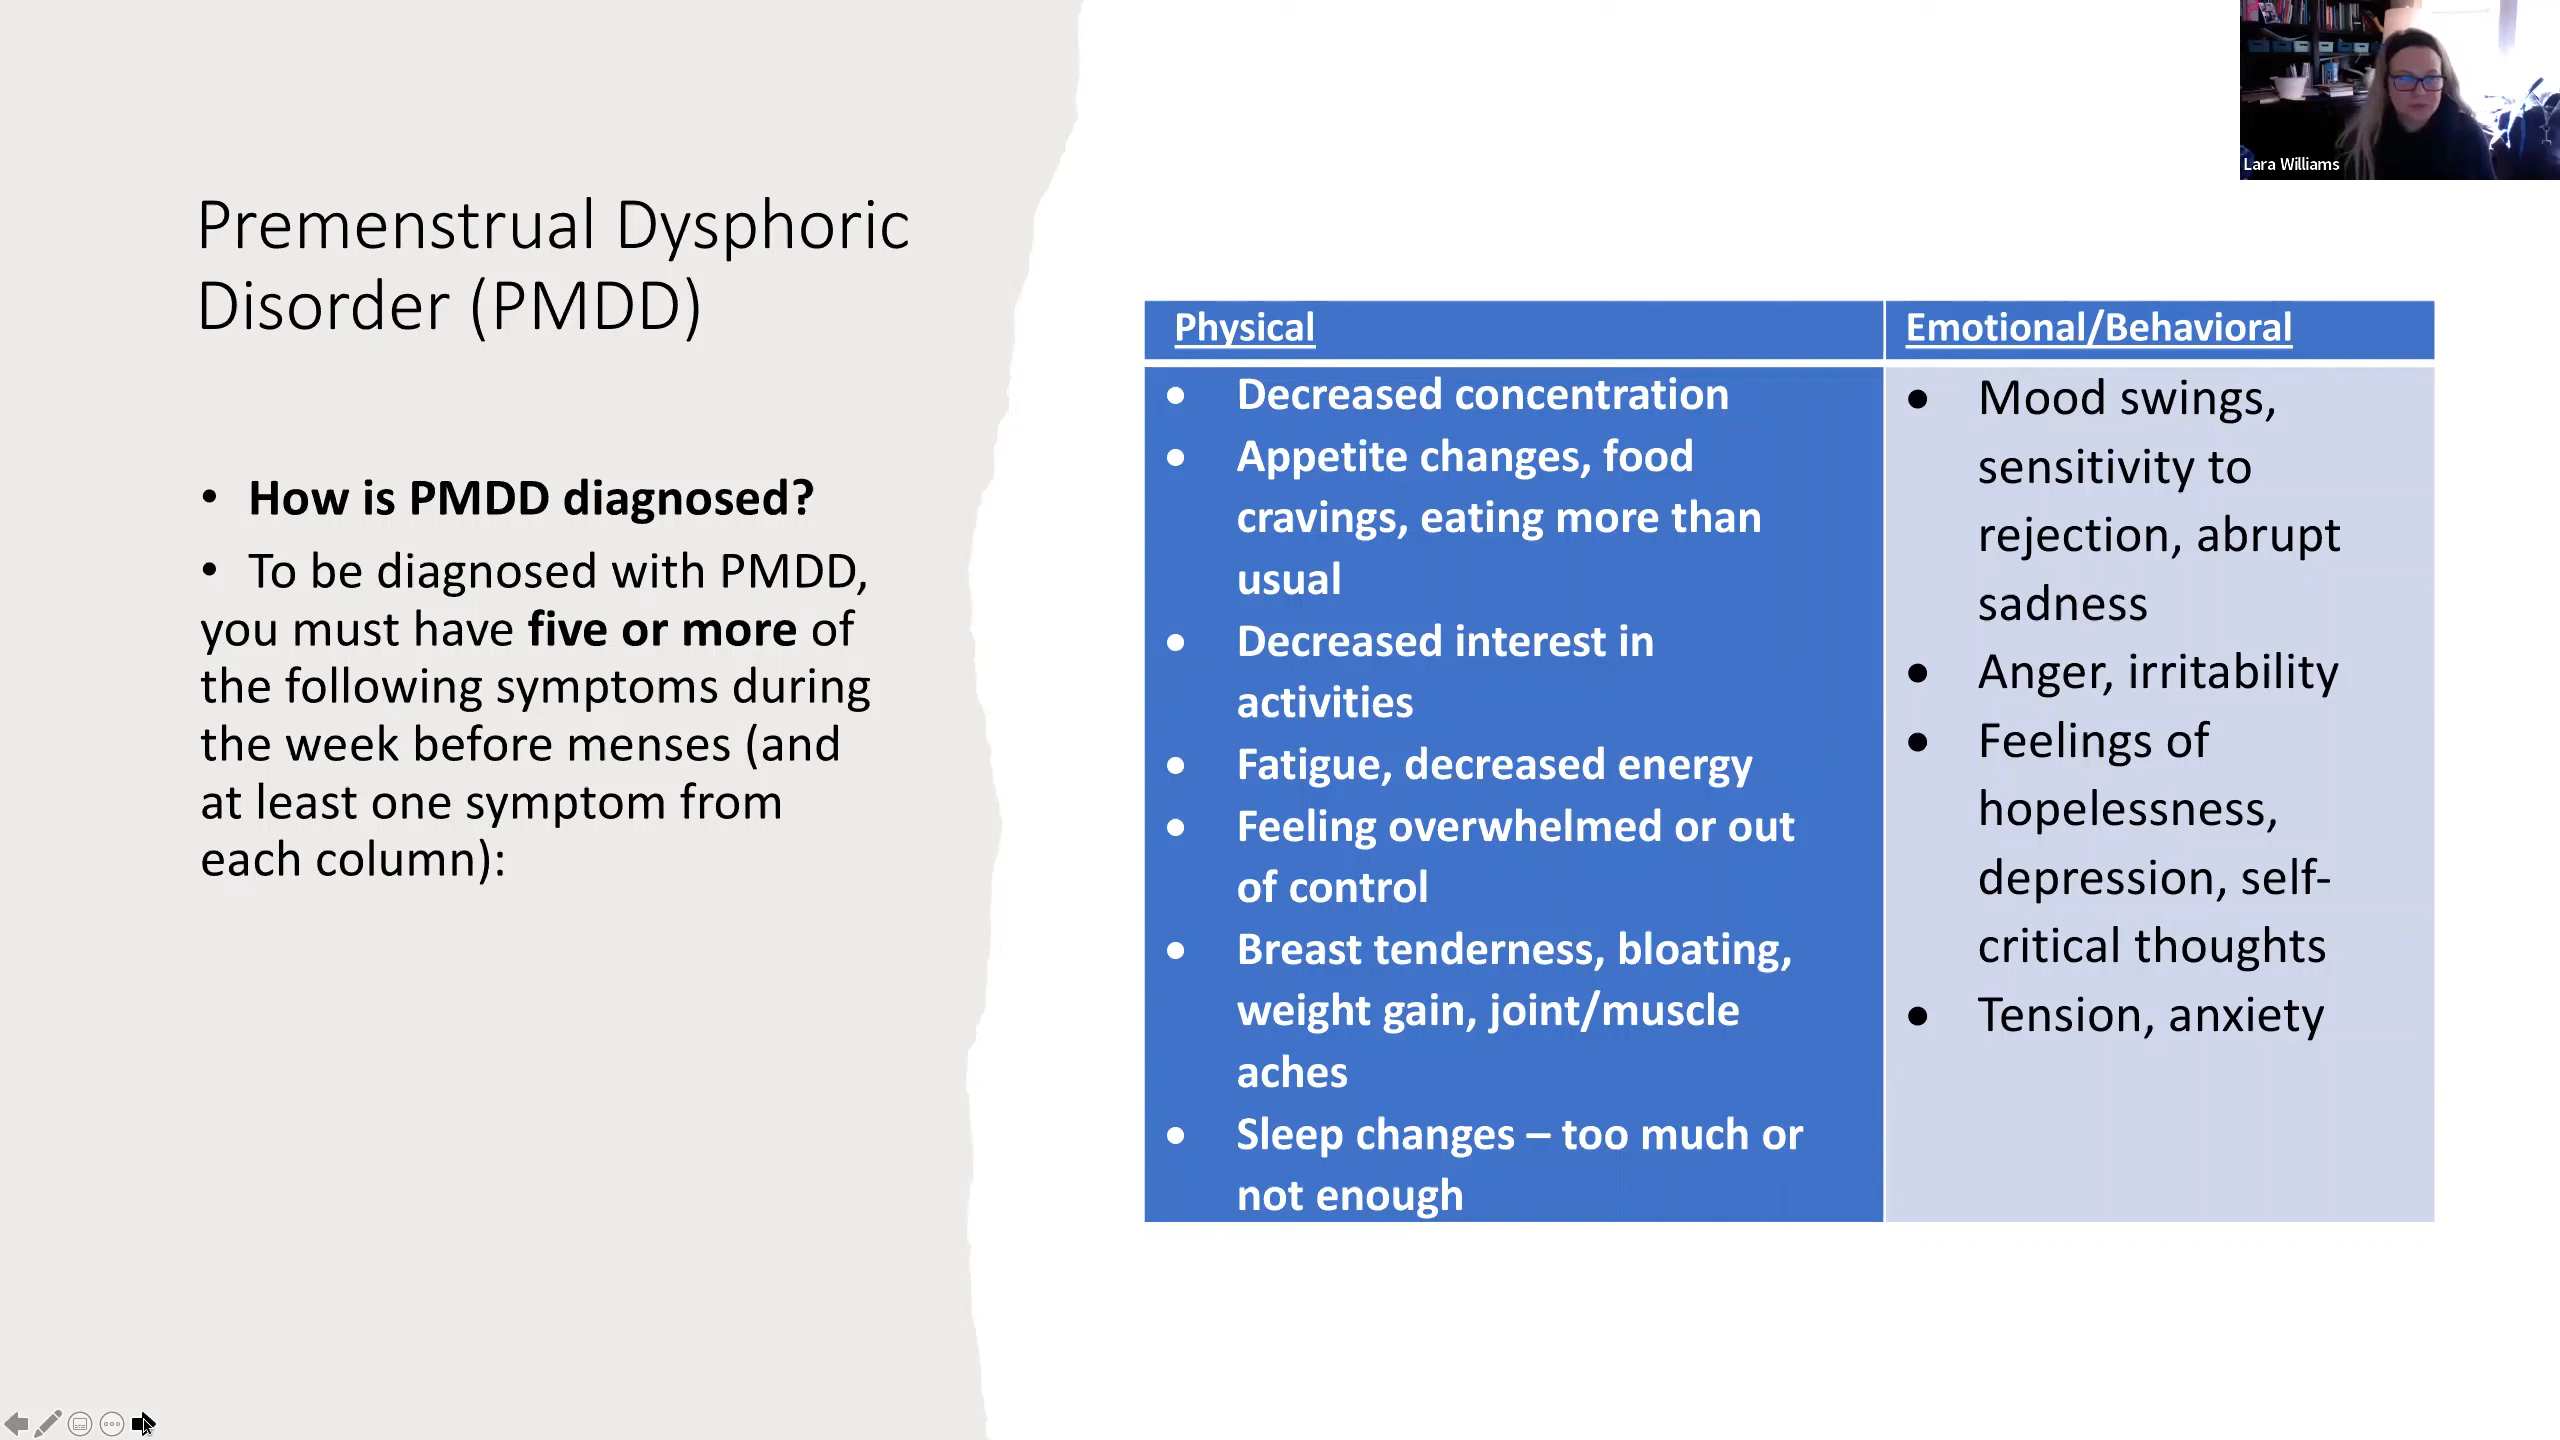 Lara Williams
Premenstrual Dysphoric
Disorder (PMDD)
• How is PMDD diagnosed?
• To be diagnosed with PMDD,
you must have five or more of
the following symptoms during
the week before menses (and
at least one symptom from
each column):
Physical
● Decreased concentration
● Appetite changes, food
cravings, eating more than
usual
● Decreased interest in
activities
● Fatigue, decreased energy
● Feeling overwhelmed or out
of control
● Breast tenderness, bloating,
weight gain, joint/muscle
aches
● Sleep changes – too much or
not enough
Emotional/Behavioral
● Mood swings,
sensitivity to
rejection, abrupt
sadness
● Anger, irritability
● Feelings of
hopelessness,
depression, self-
critical thoughts
● Tension, anxiety